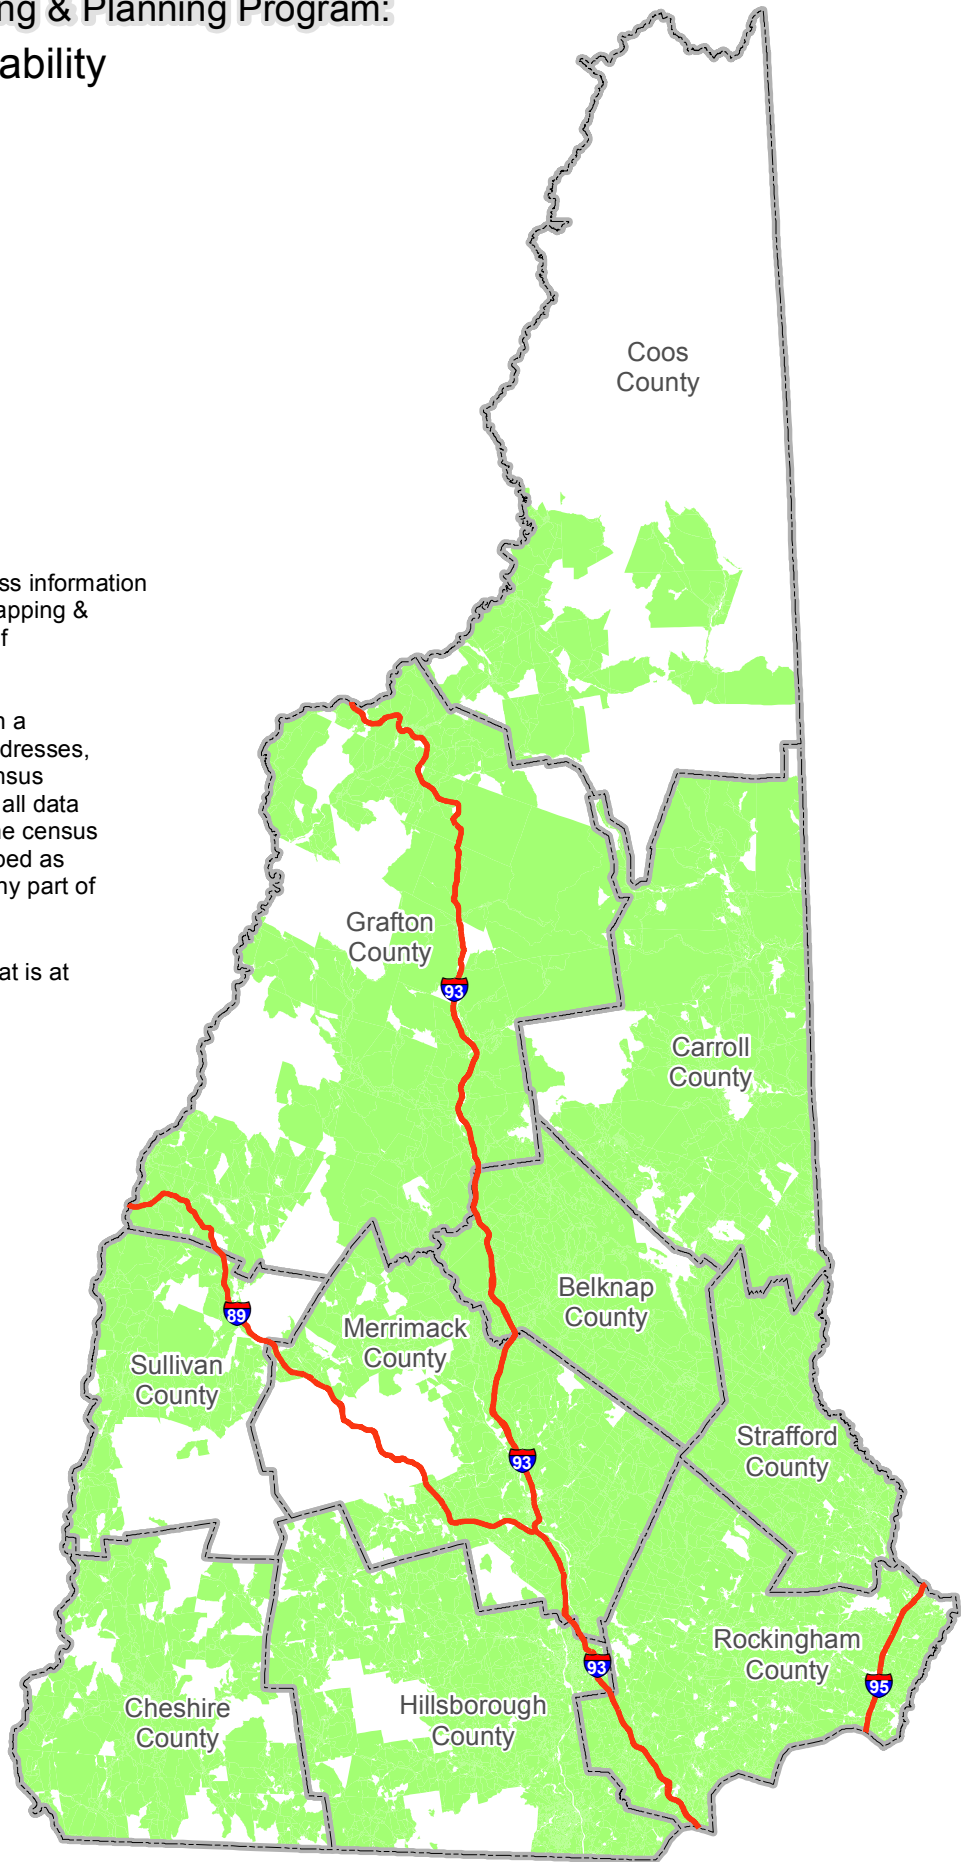 ng & Planning Program:
ability
ss information
apping &
f
n a
dresses,
nsus
all data
ne census
ped as
ny part of
at is at
Coos
County
Grafton
County
93
Carroll
County
Belknap
County
89
Merrimack
County
Sullivan
County
93
Strafford
County
Rockingham
County
93
95
Cheshire
County
Hillsborough
County